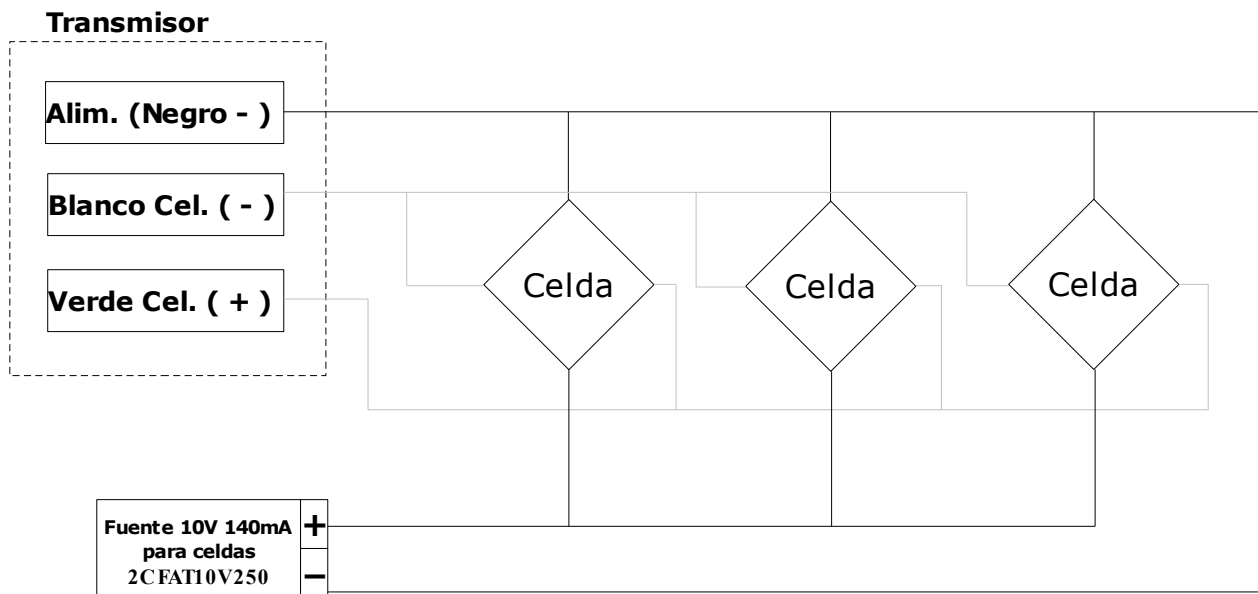 Transmisor
Alim. (Negro - )
Blanco Cel. ( - )
Verde Cel. ( + )
Celda
Celda
Celda
Fuente 10V 140mA
para celdas
2CFAT10V250
+
−